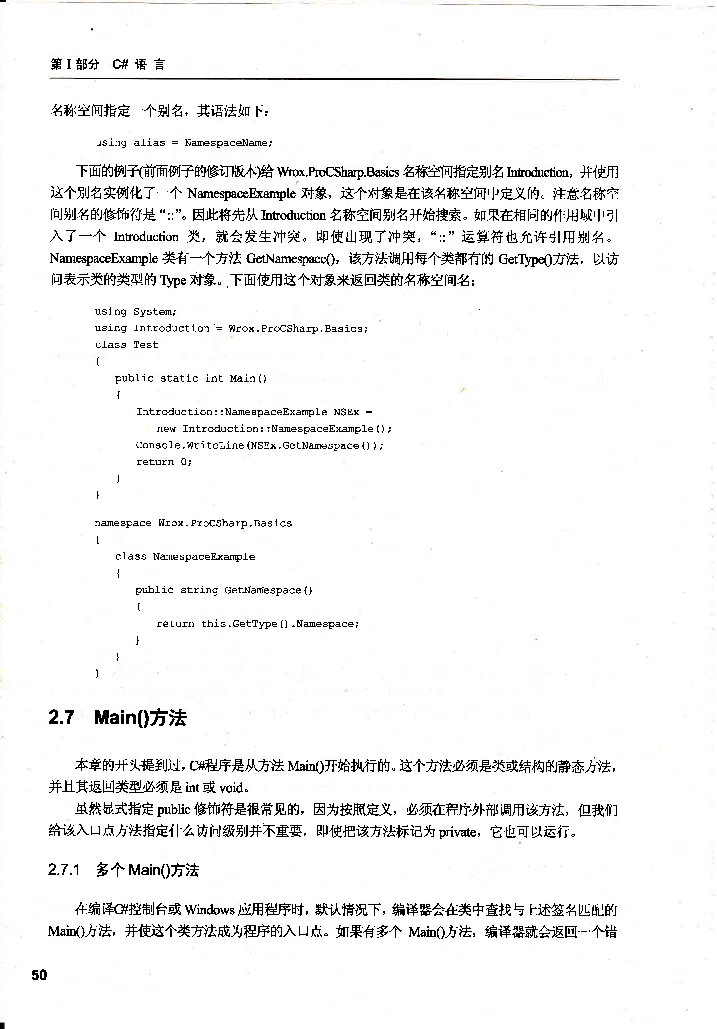 第 I 部分 C# 语 言
名称空间指定一个别名，其语法如下：
using alias = NamespaceName;
下面的例子(前面例子的修订版本)给 Wrox.ProCSharp.Basics 名称空间指定别名 Introduction，并使用
这个别名实例化了一个 NamespaceExample 对象，这个对象是在该名称空间中定义的。注意名称空
间别名的修饰符是“::”。因此将先从 Introduction 名称空间别名开始搜索。如果在相同的作用域中引
入了一个 Introduction 类，就会发生冲突。即使出现了冲突，“::”运算符也允许引用别名。
NamespaceExample 类有一个方法 GetNamespace()，该方法调用每个类都有的 GetType()方法，以访
问表示类的类型的 Type 对象。下面使用这个对象来返回类的名称空间名：
using System;
using Introduction = Wrox.ProCSharp.Basics;
class Test
{
public static int Main()
{
Introduction::NamespaceExample NSEx =
new Introduction::NamespaceExample();
Console.WriteLine(NSEx.GetNamespace());
return 0;
}
}
namespace Wrox.ProCSharp.Basics
{
class NamespaceExample
{
public string GetNamespace()
{
return this.GetType().Namespace;
}
}
}
2.7 Main()方法
本章的开头提到过，C#程序是从方法 Main()开始执行的。这个方法必须是类或结构的静态方法，
并且其返回类型必须是 int 或 void。
虽然显式指定 public 修饰符是很常见的，因为按照定义，必须在程序外部调用该方法，但我们
给该入口点方法指定什么访问级别并不重要，即使把该方法标记为 private，它也可以运行。
2.7.1 多个 Main()方法
在编译C#控制台或 Windows 应用程序时，默认情况下，编译器会在类中查找与上述签名匹配的
Main()方法，并使这个类方法成为程序的入口点。如果有多个 Main()方法，编译器就会返回一个错
50